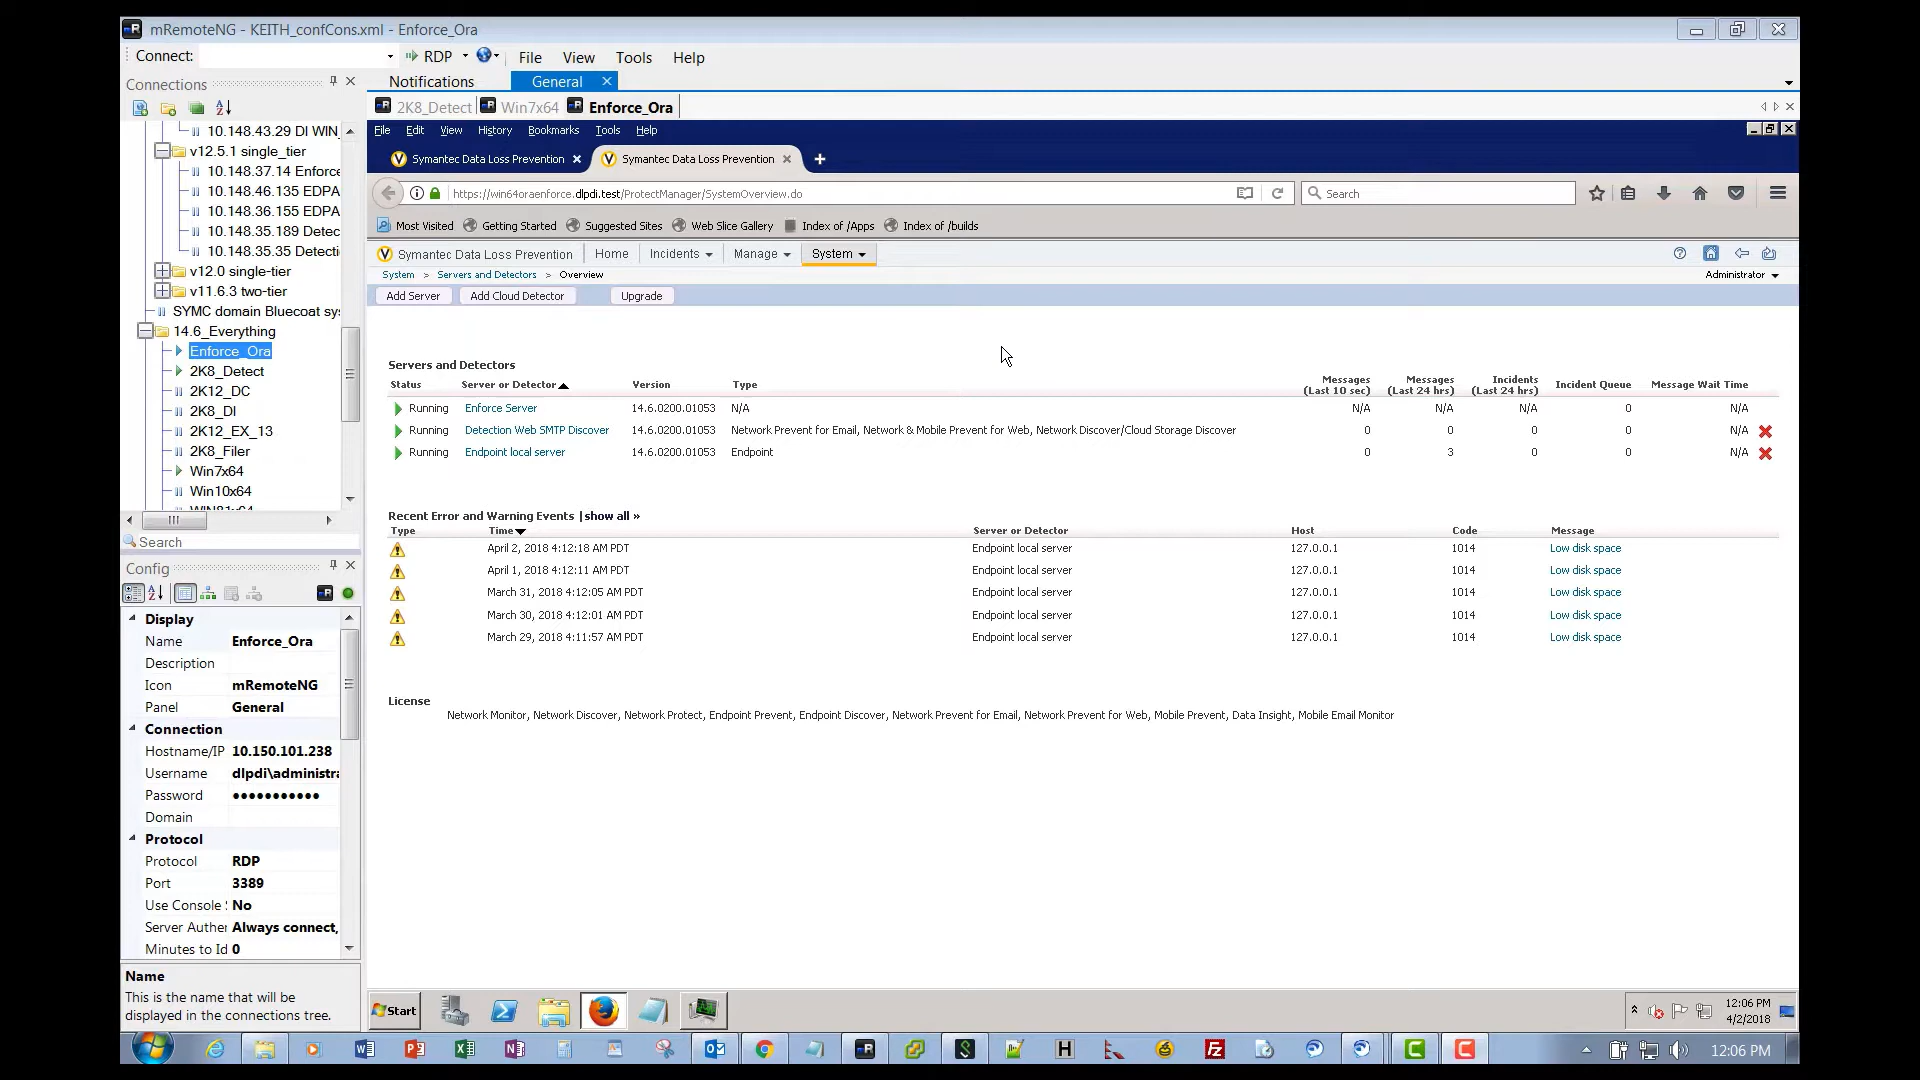 mRemoteNG - KEITH_confCons.xml - Enforce_Ora
Connect:
RDP
File View Tools Help
Connections
Notifications
General
2K8_Detect
Win7x64
Enforce_Ora
10.148.43.29 DI WIN_
v12.5.1 single_tier
10.148.37.14 Enforce
10.148.46.135 EDPA
10.148.36.155 EDPA
10.148.35.189 Detec
10.148.35.35 Detecti
v12.0 single-tier
v11.6.3 two-tier
SYMC domain Bluecoat sy
14.6_Everything
Enforce_Ora
2K8_Detect
2K12_DC
2K8_DI
2K12_EX_13
2K8_Filer
Win7x64
Win10x64
WIN81x64
Search
Config
Display
Name Enforce_Ora
Description
Icon mRemoteNG
Panel General
Connection
Hostname/IP 10.150.101.238
Username dlpdi\administra
Password ●●●●●●●●●●●
Domain
Protocol
Protocol RDP
Port 3389
Use Console No
Server Auther Always connect,
Minutes to Id 0
Name
This is the name that will be
displayed in the connections tree.
File Edit View History Bookmarks Tools Help
Symantec Data Loss Prevention
Symantec Data Loss Prevention
https://win64oraenforce.dlpdi.test/ProtectManager/SystemOverview.do
Search
Most Visited Getting Started Suggested Sites Web Slice Gallery Index of /Apps Index of /builds
Symantec Data Loss Prevention Home Incidents Manage System
System > Servers and Detectors > Overview
Administrator
Add Server Add Cloud Detector Upgrade
Servers and Detectors
Status Server or Detector Version Type Messages (Last 10 sec) Messages (Last 24 hrs) Incidents (Last 24 hrs) Incident Queue Message Wait Time
Running Enforce Server 14.6.0200.01053 N/A N/A N/A N/A 0 N/A
Running Detection Web SMTP Discover 14.6.0200.01053 Network Prevent for Email, Network & Mobile Prevent for Web, Network Discover/Cloud Storage Discover 0 0 0 0 N/A
Running Endpoint local server 14.6.0200.01053 Endpoint 0 3 0 0 N/A
Recent Error and Warning Events | show all »
Type Time Server or Detector Host Code Message
April 2, 2018 4:12:18 AM PDT Endpoint local server 127.0.0.1 1014 Low disk space
April 1, 2018 4:12:11 AM PDT Endpoint local server 127.0.0.1 1014 Low disk space
March 31, 2018 4:12:05 AM PDT Endpoint local server 127.0.0.1 1014 Low disk space
March 30, 2018 4:12:01 AM PDT Endpoint local server 127.0.0.1 1014 Low disk space
March 29, 2018 4:11:57 AM PDT Endpoint local server 127.0.0.1 1014 Low disk space
License
Network Monitor, Network Discover, Network Protect, Endpoint Prevent, Endpoint Discover, Network Prevent for Email, Network Prevent for Web, Mobile Prevent, Data Insight, Mobile Email Monitor
Start
12:06 PM
4/2/2018
12:06 PM